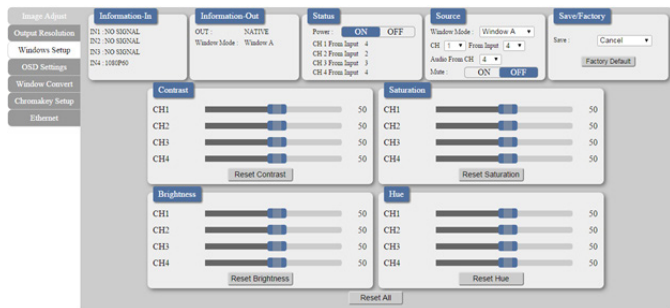 Image Adjust
Output Resolution
Windows Setup
OSD Settings
Window Convert
Chromakey Setup
Ethernet
Information-In
IN1 : NO SIGNAL
IN2 : NO SIGNAL
IN3 : NO SIGNAL
IN4 : 1080P60
Information-Out
OUT : NATIVE
Window Mode : Window A
Status
Power : ON OFF
CH 1 From Input 4
CH 2 From Input 2
CH 3 From Input 3
CH 4 From Input 4
Source
Window Mode : Window A
CH 1 From Input 4
Audio From CH 4
Mute : ON OFF
Save/Factory
Save : Cancel
Factory Default
Contrast
CH1 50
CH2 50
CH3 50
CH4 50
Reset Contrast
Saturation
CH1 50
CH2 50
CH3 50
CH4 50
Reset Saturation
Brightness
CH1 50
CH2 50
CH3 50
CH4 50
Reset Brightness
Hue
CH1 50
CH2 50
CH3 50
CH4 50
Reset Hue
Reset All